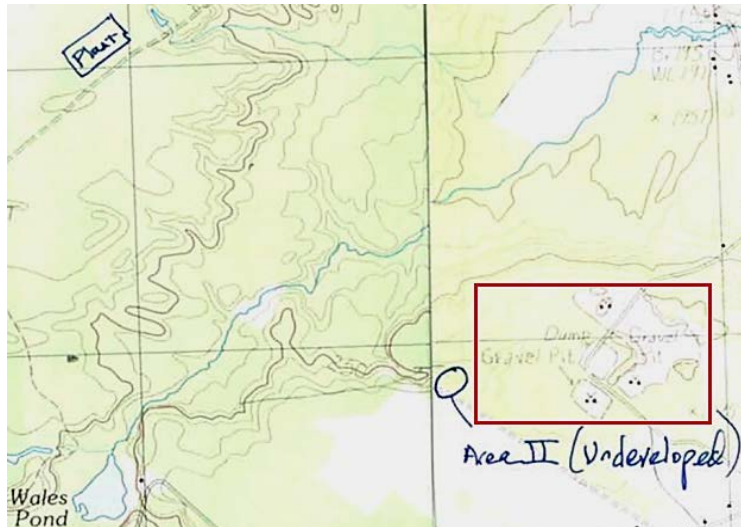 Plant
Dump
Gravel
Gravel Pit
Pit
Area II (Undeveloped)
Wales
Pond